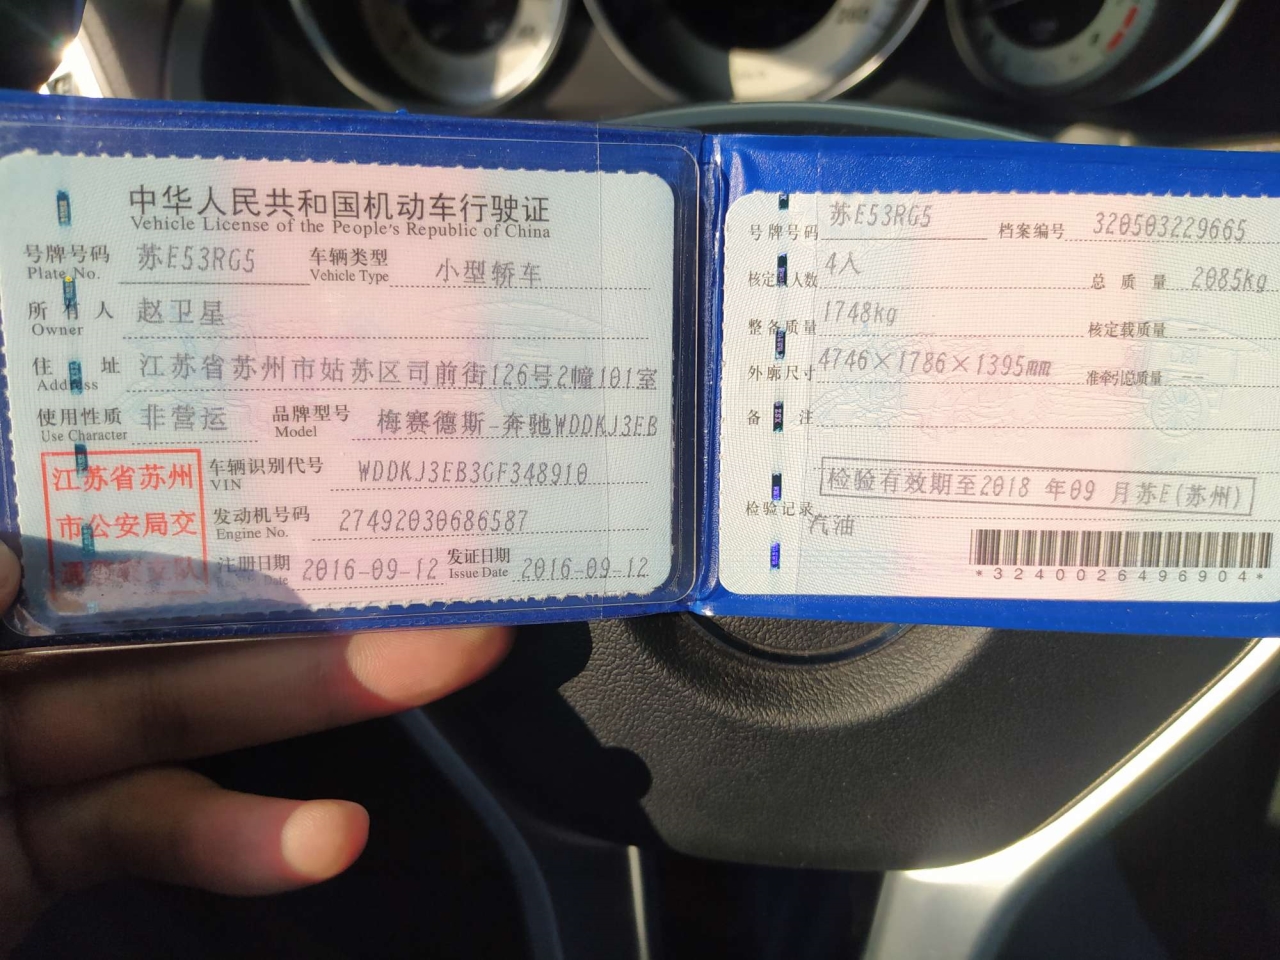 中华人民共和国机动车行驶证
Vehicle License of the People's Republic of China
号牌号码 苏E53RG5 车辆类型 小型轿车
Plate No. Vehicle Type
所有人 赵卫星
Owner
住址 江苏省苏州市姑苏区司前街126号2幢101室
Address
使用性质 非营运 品牌型号 梅赛德斯-奔驰WDDKJ3EB
Use Character Model
江苏省苏州
市公安局交
车辆识别代号 WDDKJ3EB3GF348910
VIN
发动机号码 27492030686587
Engine No.
注册日期 2016-09-12 发证日期 2016-09-12
Date Issue Date
号牌号码 苏E53RG5 档案编号 320503229665
核定载人数 4人 总质量 2085kg
整备质量 1748kg 核定载质量 --
外廓尺寸 4746×1786×1395mm 准牵引总质量 --
备注
检验有效期至2018 年09 月苏E(苏州)
检验记录
汽油
*3240026496904*